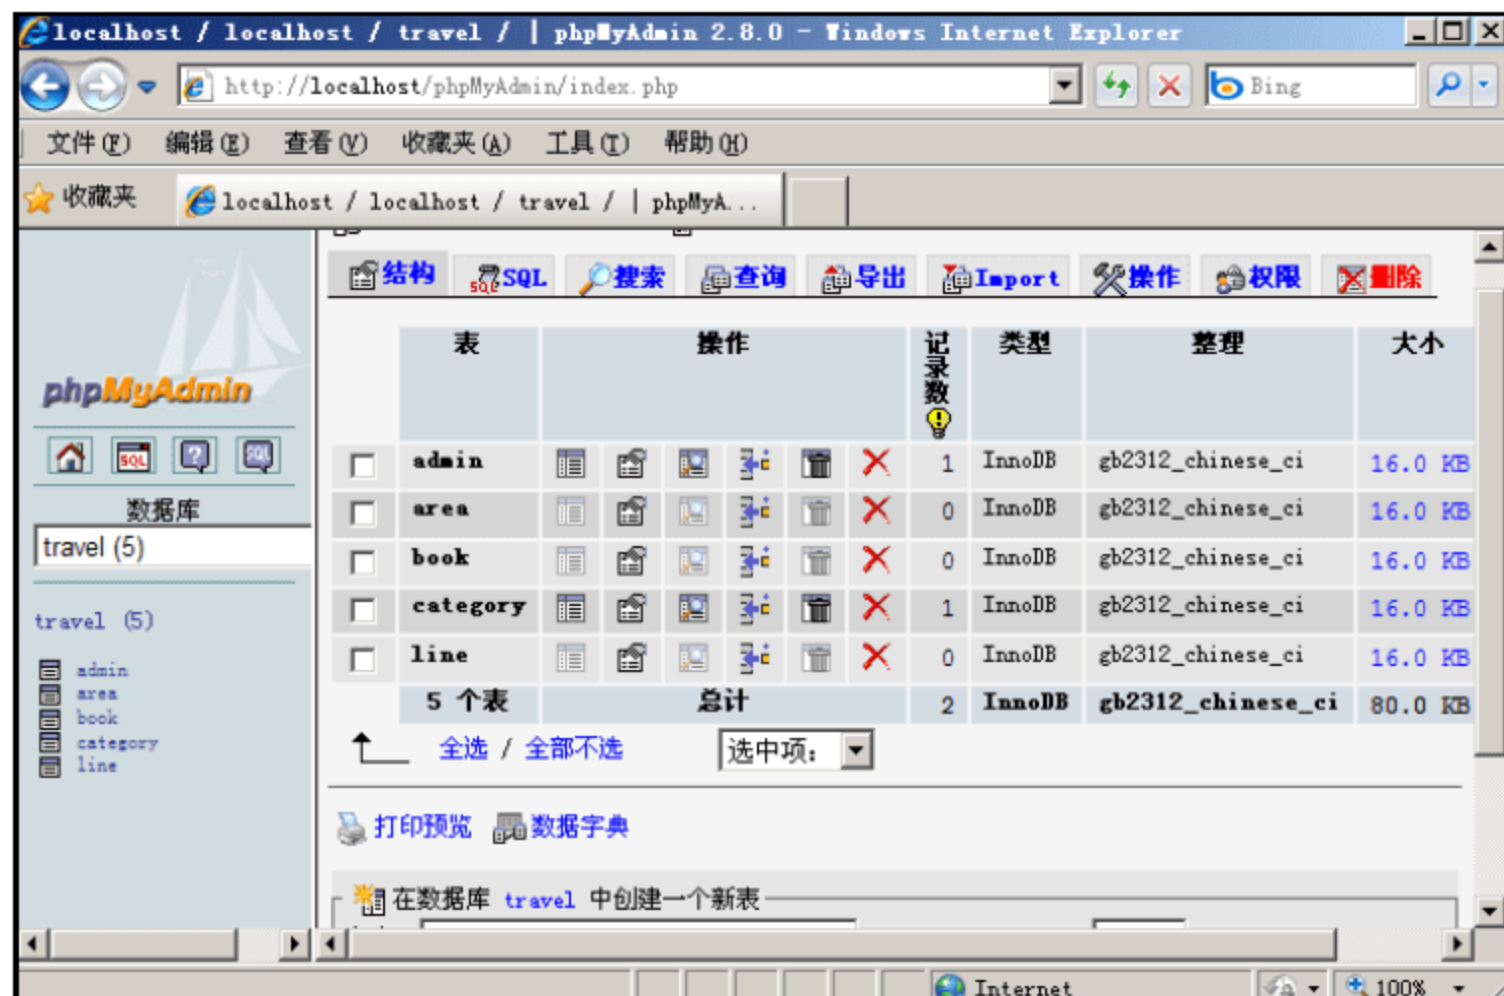 localhost / localhost / travel / | phpMyAdmin 2.8.0 - Windows Internet Explorer
http://localhost/phpMyAdmin/index.php
Bing
文件(F) 编辑(E) 查看(V) 收藏夹(A) 工具(T) 帮助(H)
收藏夹 localhost / localhost / travel / | phpMyA...
phpMyAdmin
SQL ? SQL
数据库
travel (5)
travel (5)
admin
area
book
category
line
结构 SQL 搜索 查询 导出 Import 操作 权限 删除
表 操作 记录数 类型 整理 大小
admin 1 InnoDB gb2312_chinese_ci 16.0 KB
area 0 InnoDB gb2312_chinese_ci 16.0 KB
book 0 InnoDB gb2312_chinese_ci 16.0 KB
category 1 InnoDB gb2312_chinese_ci 16.0 KB
line 0 InnoDB gb2312_chinese_ci 16.0 KB
5 个表 总计 2 InnoDB gb2312_chinese_ci 80.0 KB
全选 / 全部不选 选中项:
打印预览 数据字典
在数据库 travel 中创建一个新表
Internet 100%